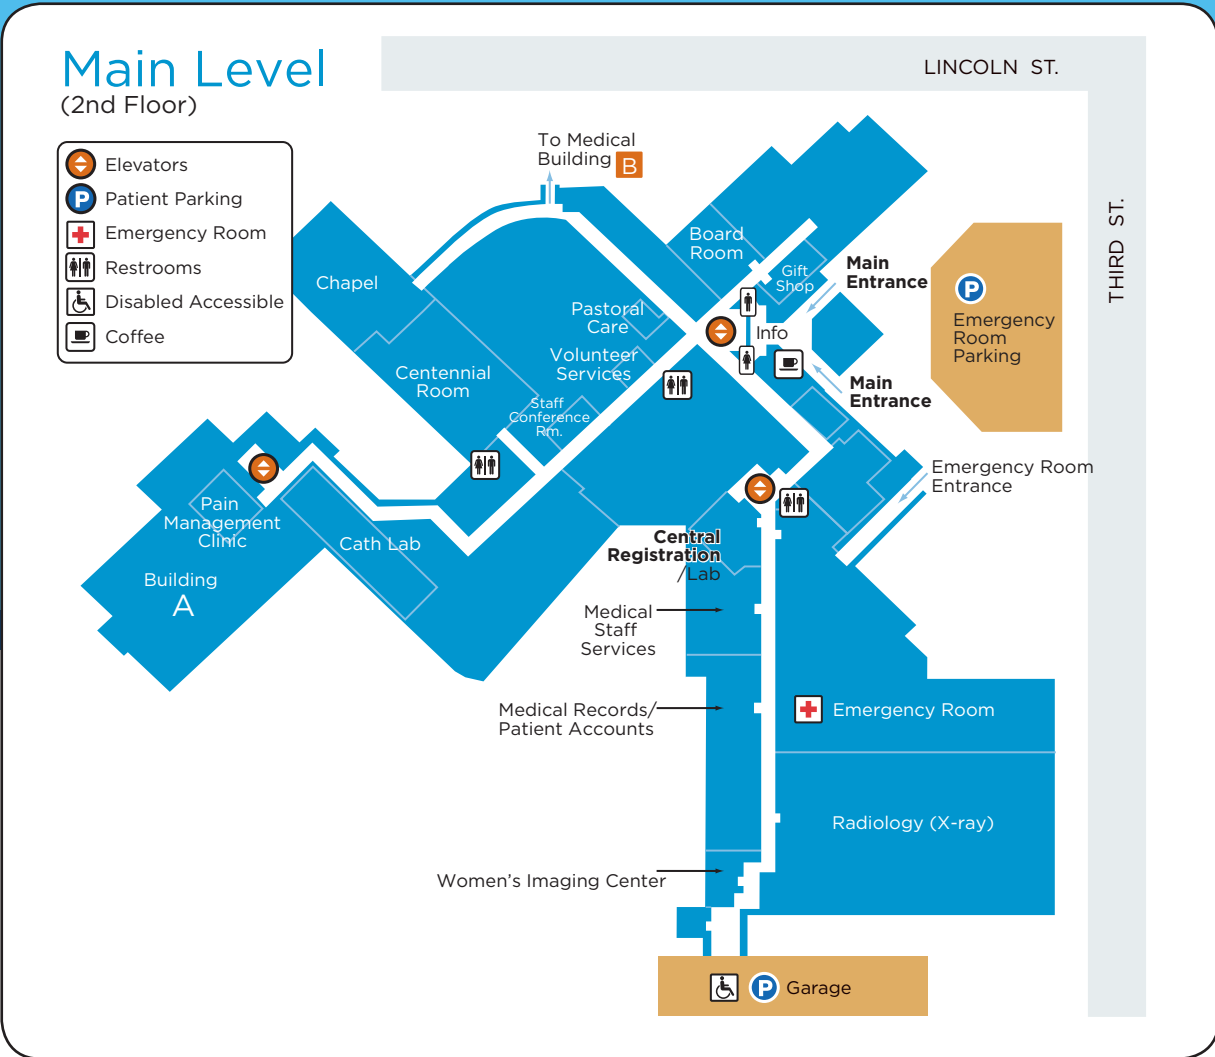 Main Level
(2nd Floor)
LINCOLN ST.
THIRD ST.
Elevators
P
Patient Parking
Emergency Room
Restrooms
Disabled Accessible
Coffee
To Medical
Building B
Chapel
Board
Room
Gift
Shop
Main
Entrance
P
Emergency
Room
Parking
Pastoral
Care
Info
Volunteer
Services
Centennial
Room
Main
Entrance
Staff
Conference
Rm.
Emergency Room
Entrance
Pain
Management
Clinic
Cath Lab
Building
A
Central
Registration
/Lab
Medical
Staff
Services
Medical Records/
Patient Accounts
Emergency Room
Radiology (X-ray)
Women's Imaging Center
P
Garage